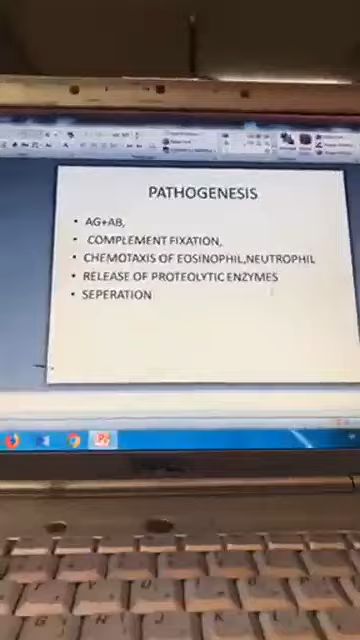 PATHOGENESIS
• AG+AB,
• COMPLEMENT FIXATION,
• CHEMOTAXIS OF EOSINOPHIL,NEUTROPHIL
• RELEASE OF PROTEOLYTIC ENZYMES
• SEPERATION